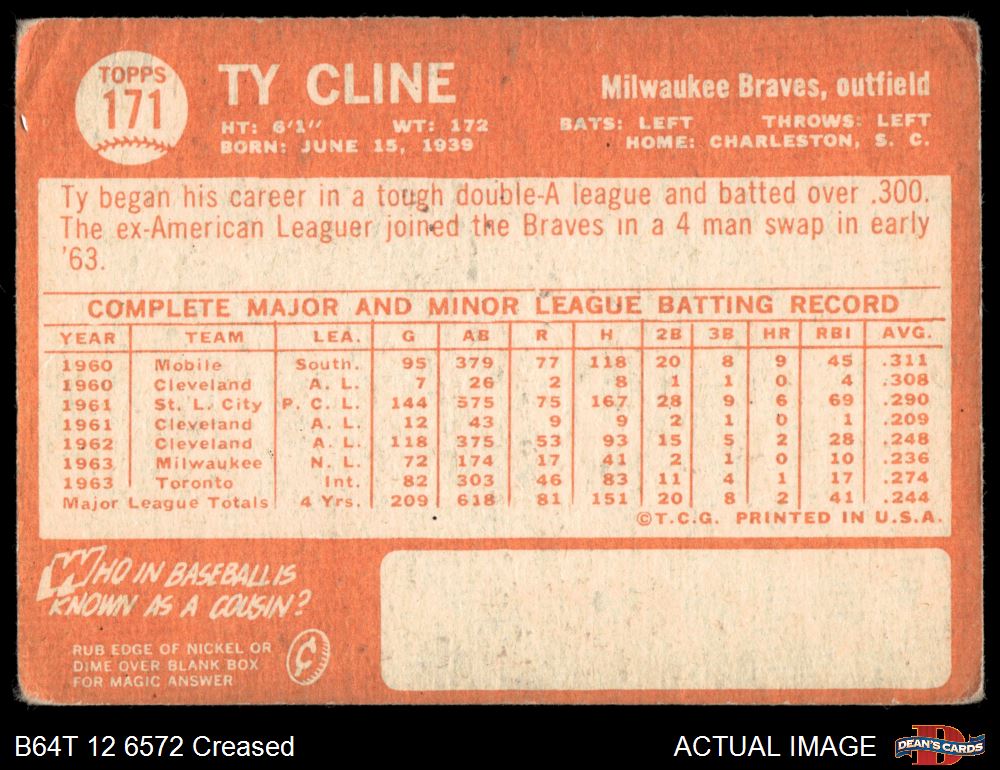 TOPPS
171
TY CLINE
Milwaukee Braves, outfield
HT: 6'1" WT: 172
BATS: LEFT THROWS: LEFT
BORN: JUNE 15, 1939
HOME: CHARLESTON, S. C.
Ty began his career in a tough double-A league and batted over .300.
The ex-American Leaguer joined the Braves in a 4 man swap in early
'63.
COMPLETE MAJOR AND MINOR LEAGUE BATTING RECORD
YEAR TEAM LEA. G AB R H 2B 3B HR RBI AVG.
1960 Mobile South. 95 379 77 118 20 8 9 45 .311
1960 Cleveland A. L. 7 26 2 8 1 1 0 4 .308
1961 St. L. City P. C. L. 144 575 75 167 28 9 6 69 .290
1961 Cleveland A. L. 12 43 9 9 2 1 0 1 .209
1962 Cleveland A. L. 118 375 53 93 15 5 2 28 .248
1963 Milwaukee N. L. 72 174 17 41 2 1 0 10 .236
1963 Toronto Int. 82 303 46 83 11 4 1 17 .274
Major League Totals 4 Yrs. 209 618 81 151 20 8 2 41 .244
©T.C.G. PRINTED IN U.S.A.
WHO IN BASEBALL IS
KNOWN AS A COUSIN?
RUB EDGE OF NICKEL OR
DIME OVER BLANK BOX
FOR MAGIC ANSWER
¢
B64T 12 6572 Creased
ACTUAL IMAGE
D
DEAN'S CARDS